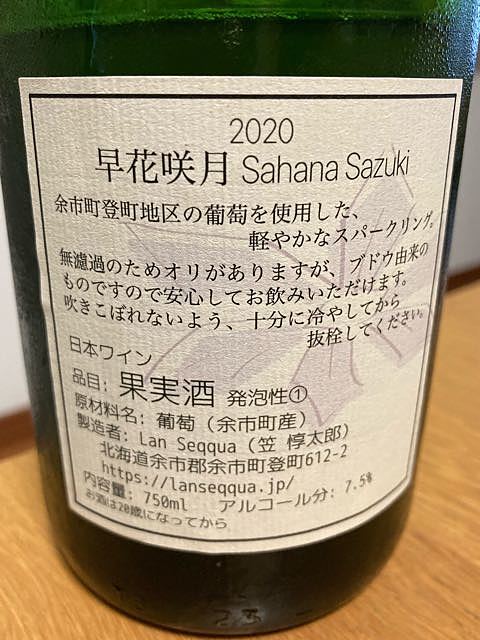 2020
早花咲月 Sahana Sazuki
余市町登町地区の葡萄を使用した、
軽やかなスパークリング。
無濾過のためオリがありますが、ブドウ由来の
ものですので安心してお飲みいただけます。
吹きこぼれないよう、十分に冷やしてから
抜栓してください。
日本ワイン
品目: 果実酒 発泡性①
原材料名: 葡萄（余市町産）
製造者: Lan Seqqua（笠 惇太郎）
北海道余市郡余市町登町612-2
https://lanseqqua.jp/
内容量: 750ml アルコール分: 7.5%
お酒は20歳になってから